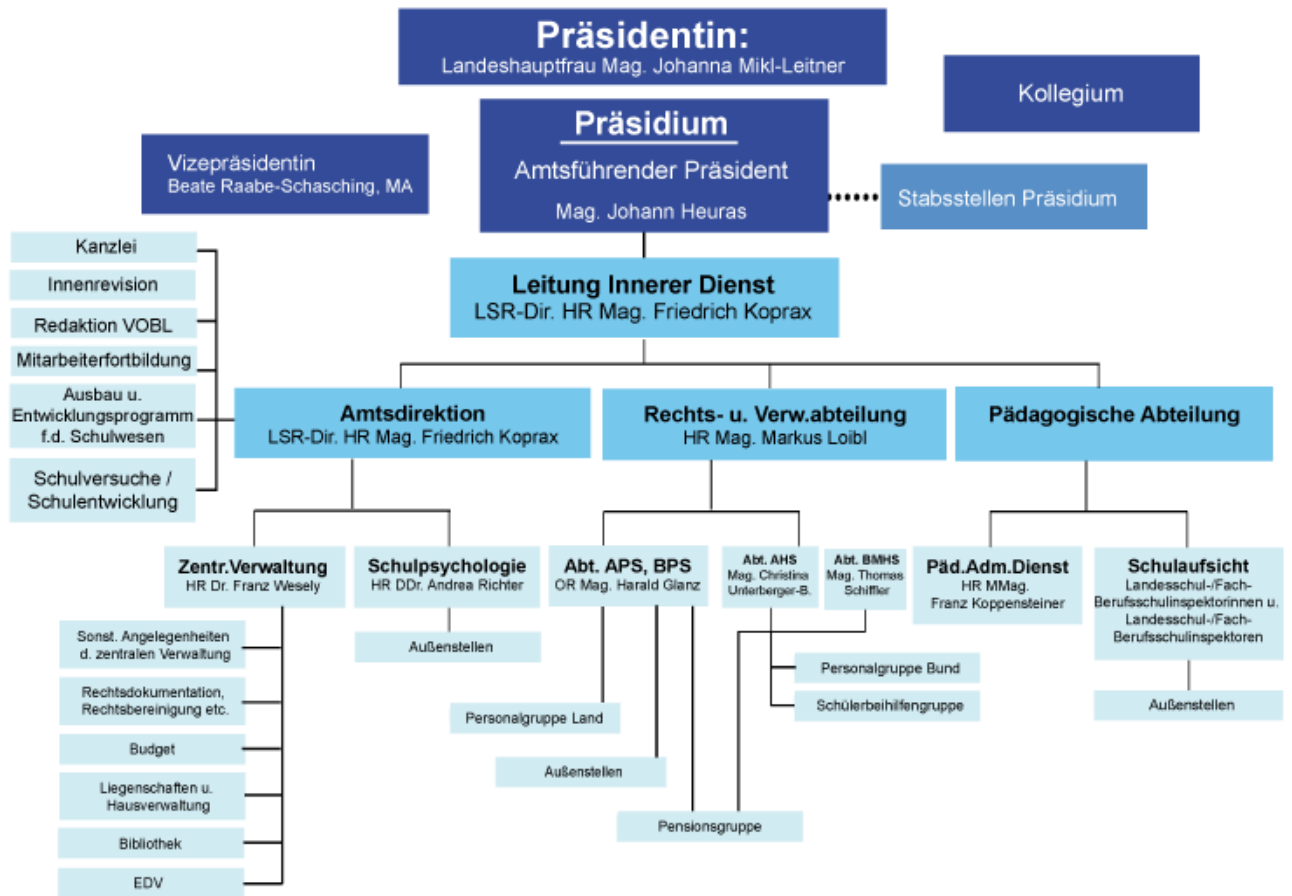 Präsidentin:
Landeshauptfrau Mag. Johanna Mikl-Leitner
Kollegium
Präsidium
Amtsführender Präsident
Mag. Johann Heuras
Vizepräsidentin
Beate Raabe-Schasching, MA
Stabsstellen Präsidium
Kanzlei
Innenrevision
Redaktion VOBL
Mitarbeiterfortbildung
Ausbau u.
Entwicklungsprogramm
f.d. Schulwesen
Schulversuche /
Schulentwicklung
Leitung Innerer Dienst
LSR-Dir. HR Mag. Friedrich Koprax
Amtsdirektion
LSR-Dir. HR Mag. Friedrich Koprax
Rechts- u. Verw.abteilung
HR Mag. Markus Loibl
Pädagogische Abteilung
Zentr.Verwaltung
HR Dr. Franz Wesely
Schulpsychologie
HR DDr. Andrea Richter
Abt. APS, BPS
OR Mag. Harald Glanz
Abt. AHS
Mag. Christina
Unterberger-B.
Abt. BMHS
Mag. Thomas
Schiffler
Päd.Adm.Dienst
HR MMag.
Franz Koppensteiner
Schulaufsicht
Landesschul-/Fach-
Berufsschulinspektorinnen u.
Landesschul-/Fach-
Berufsschulinspektoren
Sonst. Angelegenheiten
d. zentralen Verwaltung
Rechtsdokumentation,
Rechtsbereinigung etc.
Budget
Liegenschaften u.
Hausverwaltung
Bibliothek
EDV
Außenstellen
Personalgruppe Land
Außenstellen
Pensionsgruppe
Personalgruppe Bund
Schülerbeihilfengruppe
Außenstellen